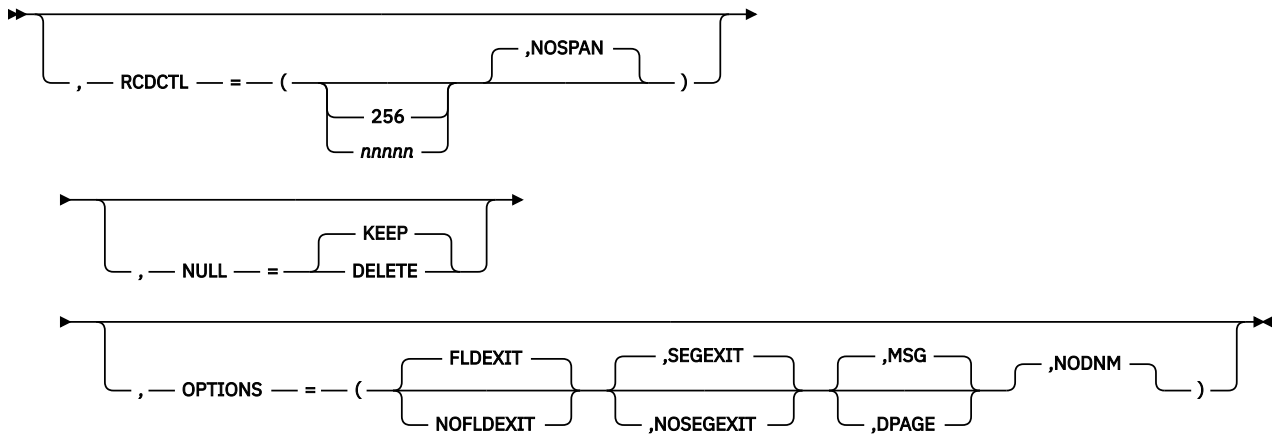 ,NOSPAN
, RCDCTL = ( )
256
nnnnn
KEEP
, NULL = DELETE
FLDEXIT ,SEGEXIT ,MSG ,NODNM
, OPTIONS = ( )
NOFLDEXIT ,NOSEGEXIT ,DPAGE